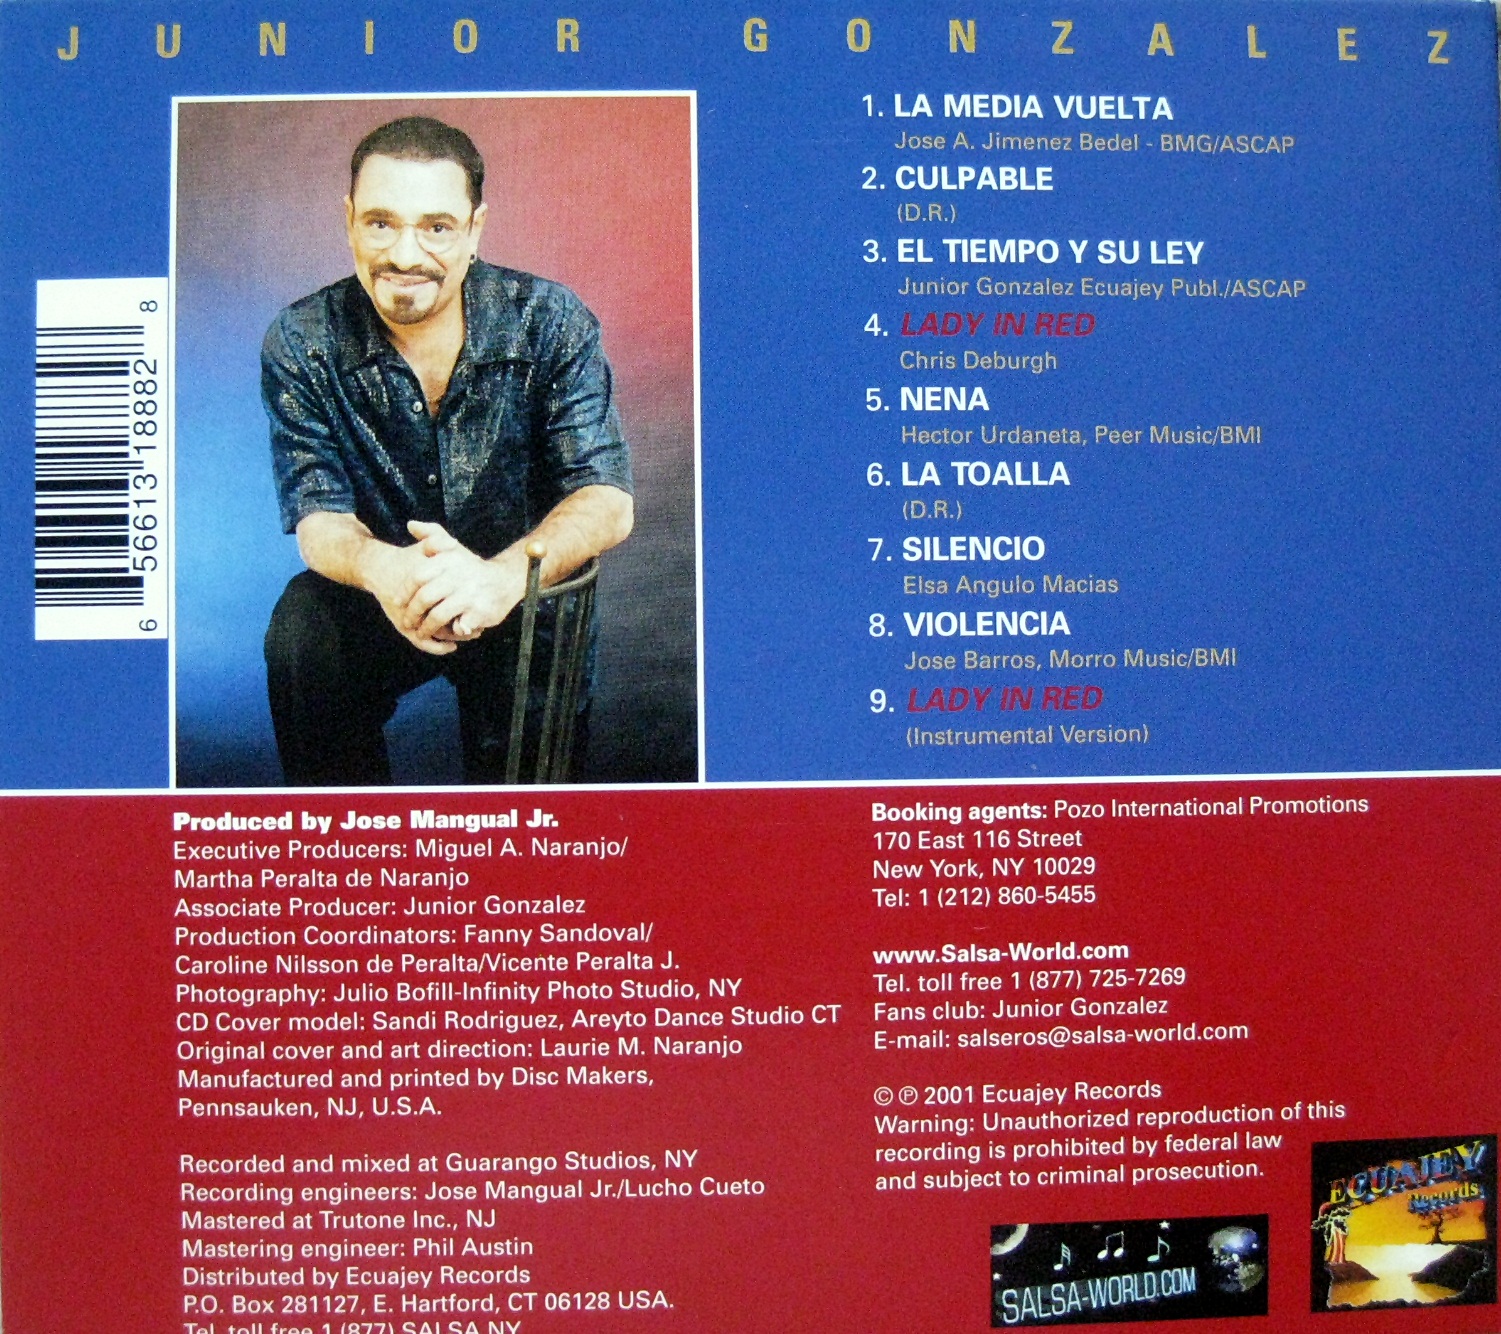 JUNIOR GONZALEZ
1. LA MEDIA VUELTA
Jose A. Jimenez Bedel - BMG/ASCAP
2. CULPABLE
(D.R.)
3. EL TIEMPO Y SU LEY
Junior Gonzalez Ecuajey Publ./ASCAP
4. LADY IN RED
Chris Deburgh
5. NENA
Hector Urdaneta, Peer Music/BMI
6. LA TOALLA
(D.R.)
7. SILENCIO
Elsa Angulo Macias
8. VIOLENCIA
Jose Barros, Morro Music/BMI
9. LADY IN RED
(Instrumental Version)
6 56613 18882 8
Produced by Jose Mangual Jr.
Executive Producers: Miguel A. Naranjo/
Martha Peralta de Naranjo
Associate Producer: Junior Gonzalez
Production Coordinators: Fanny Sandoval/
Caroline Nilsson de Peralta/Vicente Peralta J.
Photography: Julio Bofill-Infinity Photo Studio, NY
CD Cover model: Sandi Rodriguez, Areyto Dance Studio CT
Original cover and art direction: Laurie M. Naranjo
Manufactured and printed by Disc Makers,
Pennsauken, NJ, U.S.A.
Recorded and mixed at Guarango Studios, NY
Recording engineers: Jose Mangual Jr./Lucho Cueto
Mastered at Trutone Inc., NJ
Mastering engineer: Phil Austin
Distributed by Ecuajey Records
P.O. Box 281127, E. Hartford, CT 06128 USA.
Tel. toll free 1 (877) SALSA NY
Booking agents: Pozo International Promotions
170 East 116 Street
New York, NY 10029
Tel: 1 (212) 860-5455
www.Salsa-World.com
Tel. toll free 1 (877) 725-7269
Fans club: Junior Gonzalez
E-mail: salseros@salsa-world.com
© ℗ 2001 Ecuajey Records
Warning: Unauthorized reproduction of this
recording is prohibited by federal law
and subject to criminal prosecution.
SALSA-WORLD.COM
ECUAJEY
Records